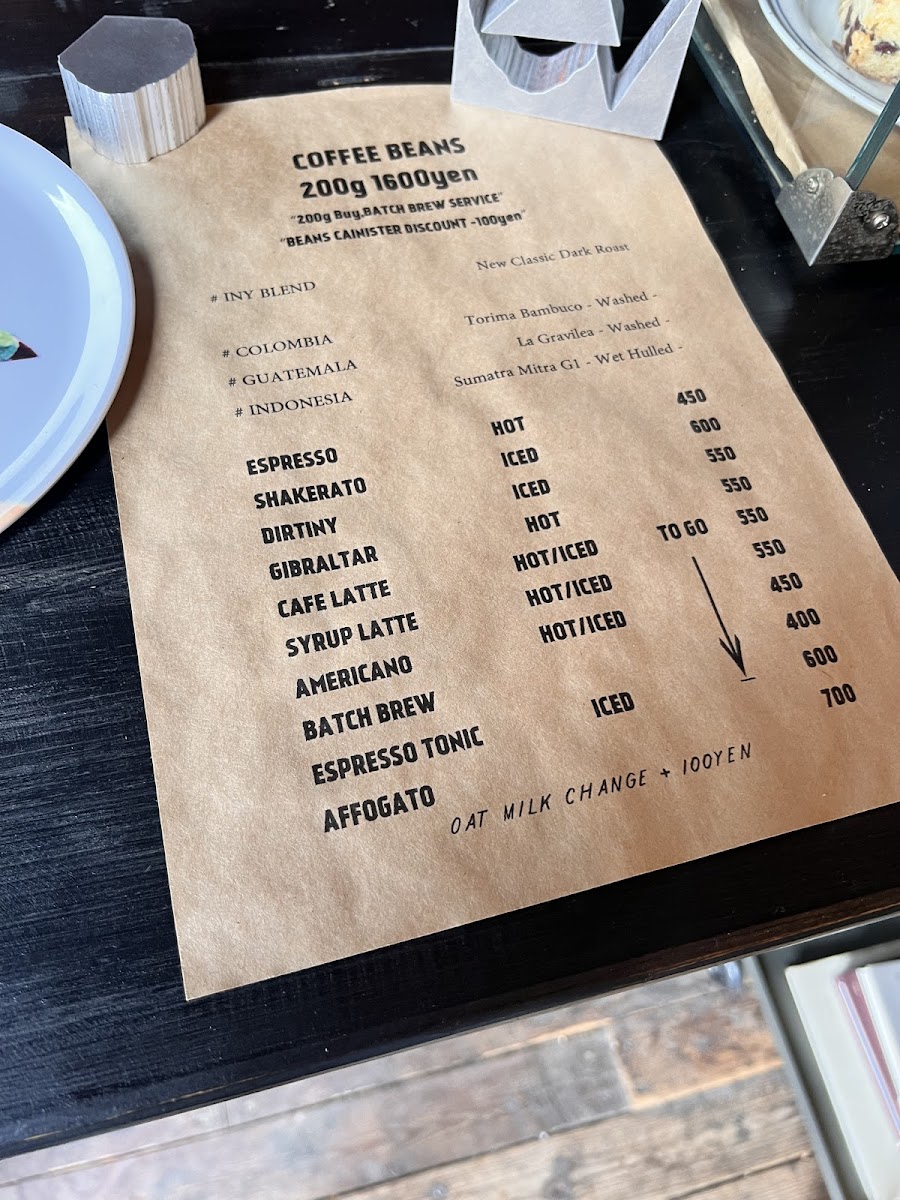 COFFEE BEANS
200g 1600yen
"200g Buy,BATCH BREW SERVICE"
"BEANS CAINISTER DISCOUNT -100yen"
# INY BLEND New Classic Dark Roast
# COLOMBIA Torima Bambuco - Washed -
# GUATEMALA La Gravilea - Washed -
# INDONESIA Sumatra Mitra G1 - Wet Hulled -
ESPRESSO HOT 450
SHAKERATO ICED 600
DIRTINY ICED 550
GIBRALTAR HOT 550
CAFE LATTE HOT/ICED TO GO 550
SYRUP LATTE HOT/ICED 550
AMERICANO HOT/ICED 450
BATCH BREW 400
ESPRESSO TONIC ICED 600
AFFOGATO 700
OAT MILK CHANGE + 100YEN